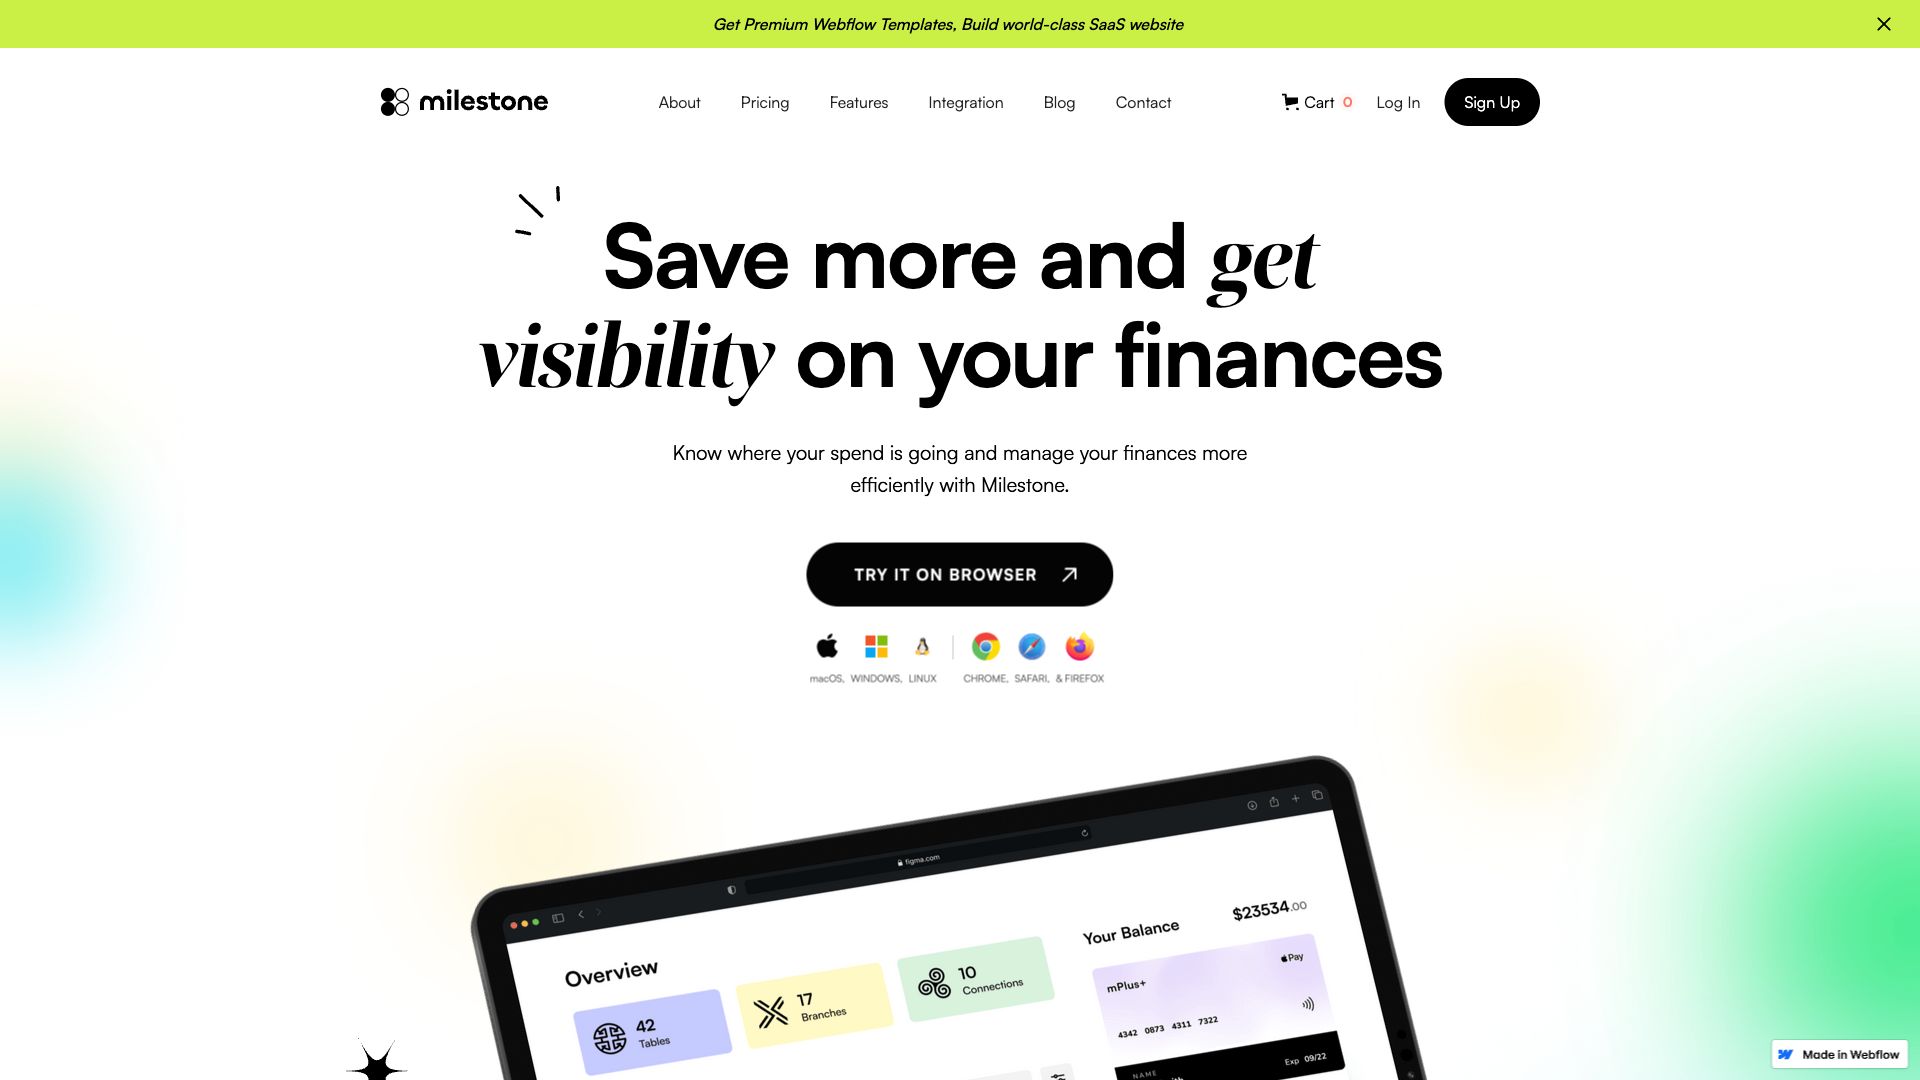 Get Premium Webflow Templates, Build world-class SaaS website
milestone
About Pricing Features Integration Blog Contact
Cart 0 Log In Sign Up
Save more and get
visibility on your finances
Know where your spend is going and manage your finances more
efficiently with Milestone.
TRY IT ON BROWSER
macOS, WINDOWS, LINUX CHROME, SAFARI, & FIREFOX
figma.com
Overview
42
Tables
17
Branches
10
Connections
Your Balance
$23534.00
mPlus+
Pay
4342 0873 4311 7322
NAME
Exp 09/22
Made in Webflow